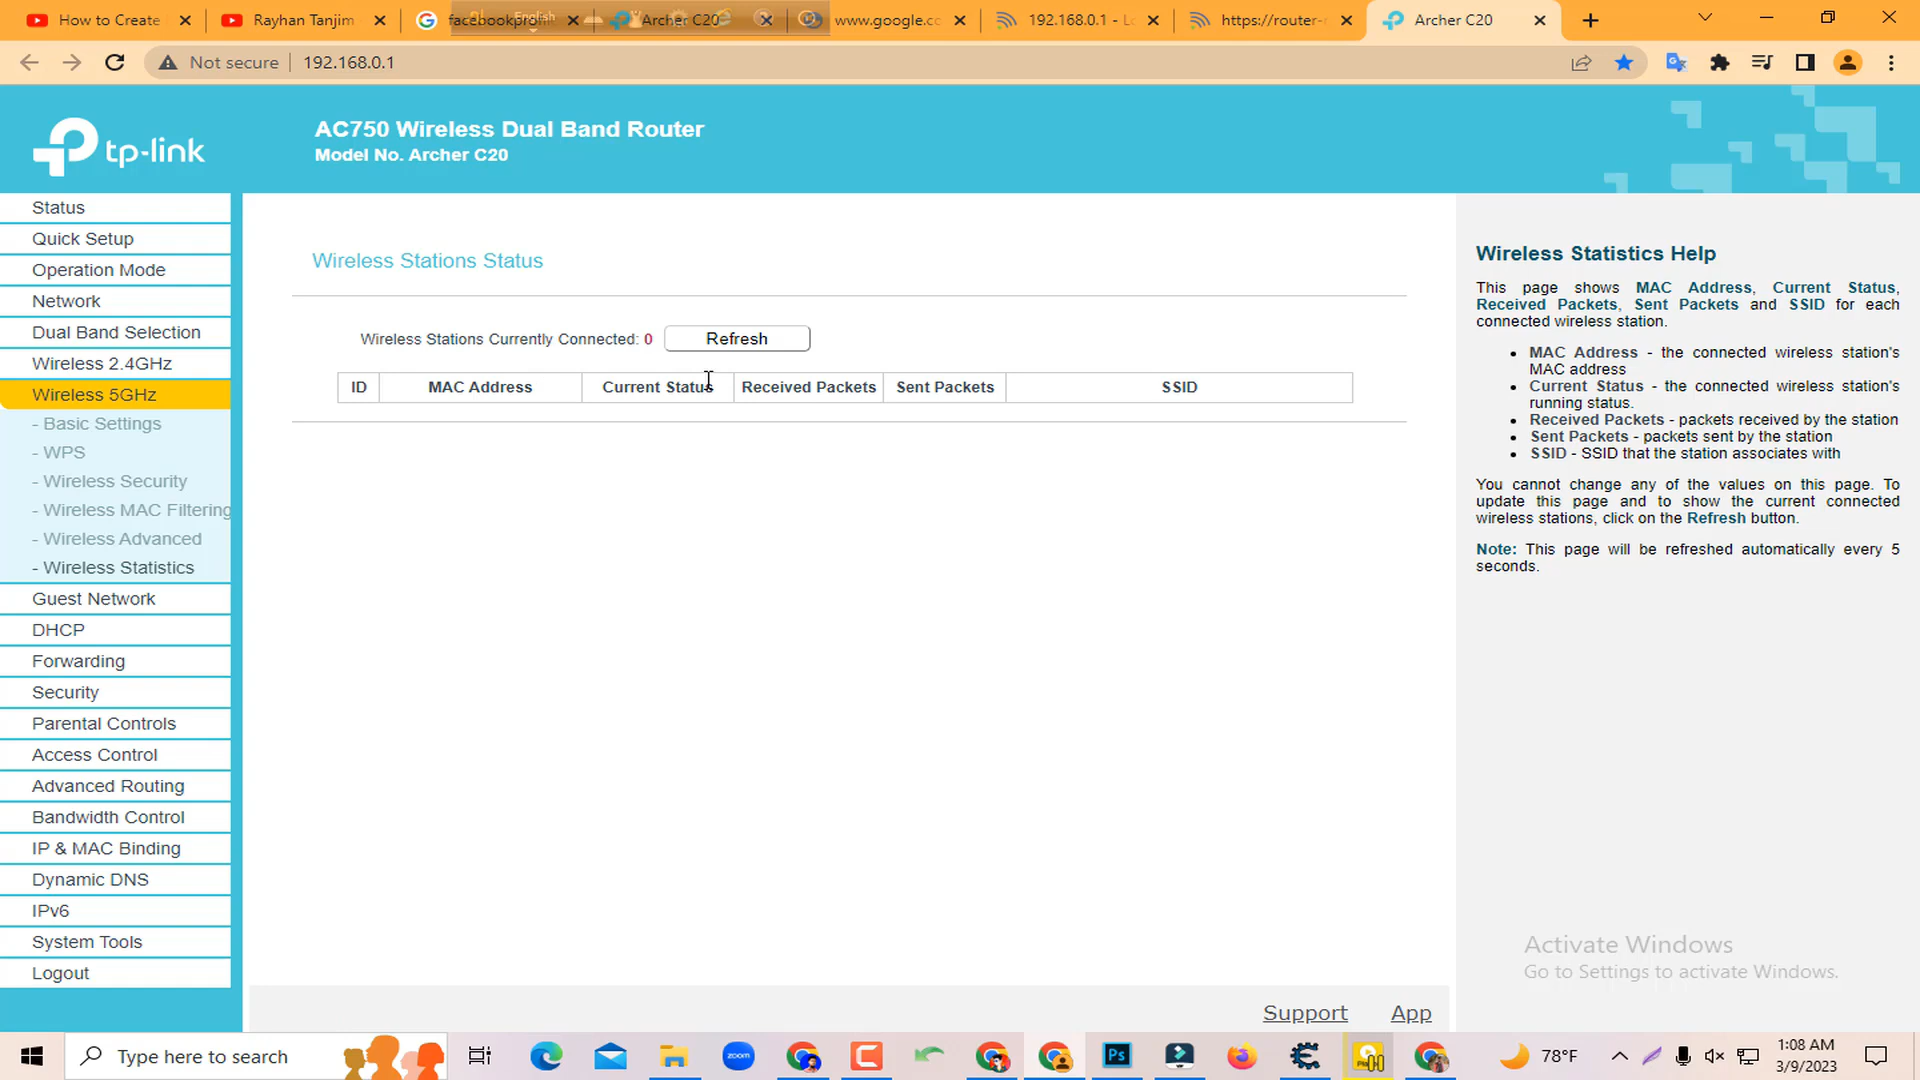 How to Create
Rayhan Tanjim
facebookprom
English
Archer C20
www.google.co
192.168.0.1 - Lo
https://router-
Archer C20
Not secure
192.168.0.1
tp-link
AC750 Wireless Dual Band Router
Model No. Archer C20
Status
Quick Setup
Operation Mode
Network
Dual Band Selection
Wireless 2.4GHz
Wireless 5GHz
- Basic Settings
- WPS
- Wireless Security
- Wireless MAC Filtering
- Wireless Advanced
- Wireless Statistics
Guest Network
DHCP
Forwarding
Security
Parental Controls
Access Control
Advanced Routing
Bandwidth Control
IP & MAC Binding
Dynamic DNS
IPv6
System Tools
Logout
Wireless Stations Status
Wireless Stations Currently Connected: 0 Refresh
ID MAC Address Current Status Received Packets Sent Packets SSID
Wireless Statistics Help
This page shows MAC Address, Current Status,
Received Packets, Sent Packets and SSID for each
connected wireless station.
• MAC Address - the connected wireless station's
MAC address
• Current Status - the connected wireless station's
running status.
• Received Packets - packets received by the station
• Sent Packets - packets sent by the station
• SSID - SSID that the station associates with
You cannot change any of the values on this page. To
update this page and to show the current connected
wireless stations, click on the Refresh button.
Note: This page will be refreshed automatically every 5
seconds.
Activate Windows
Go to Settings to activate Windows.
Support
App
Type here to search
zoom
Ps
78°F
1:08 AM
3/9/2023